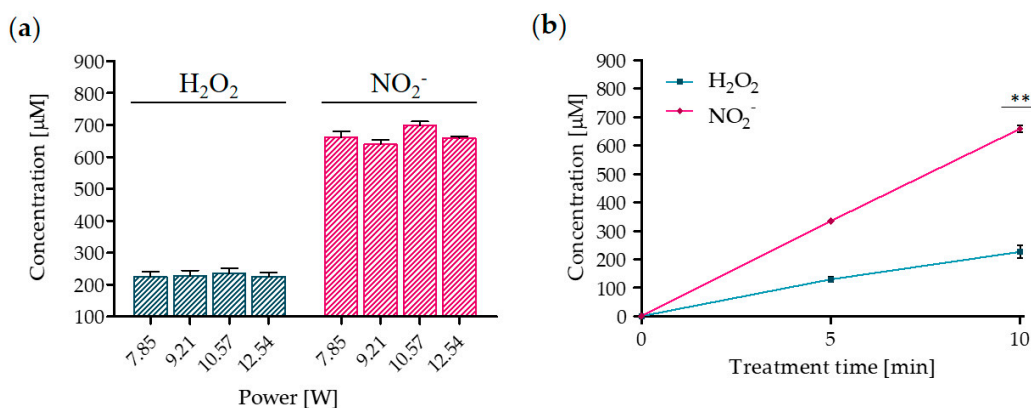 (a)
H₂O₂ NO₂⁻
Concentration [µM]
900
800
700
600
500
400
300
200
100
7.85 9.21 10.57 12.54 7.85 9.21 10.57 12.54
Power [W]
(b)
H₂O₂
NO₂⁻
**
Concentration [µM]
900
800
700
600
500
400
300
200
100
0
0 5 10
Treatment time [min]